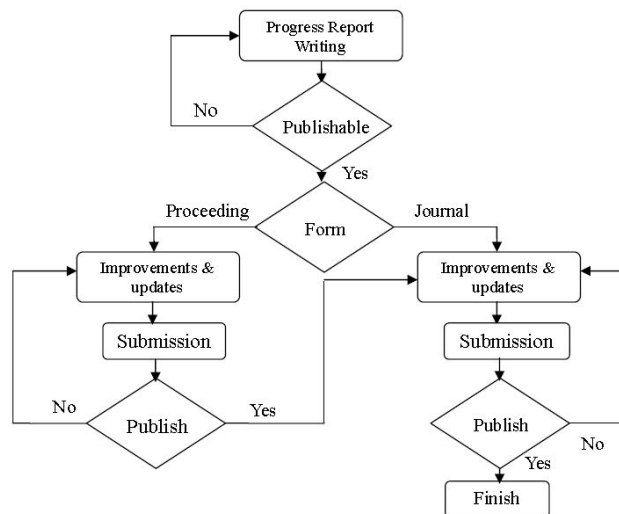 Progress Report
Writing
No
Publishable
Yes
Proceeding
Form
Journal
Improvements &
updates
Improvements &
updates
Submission
Submission
No
Publish
Yes
Publish
No
Yes
Finish